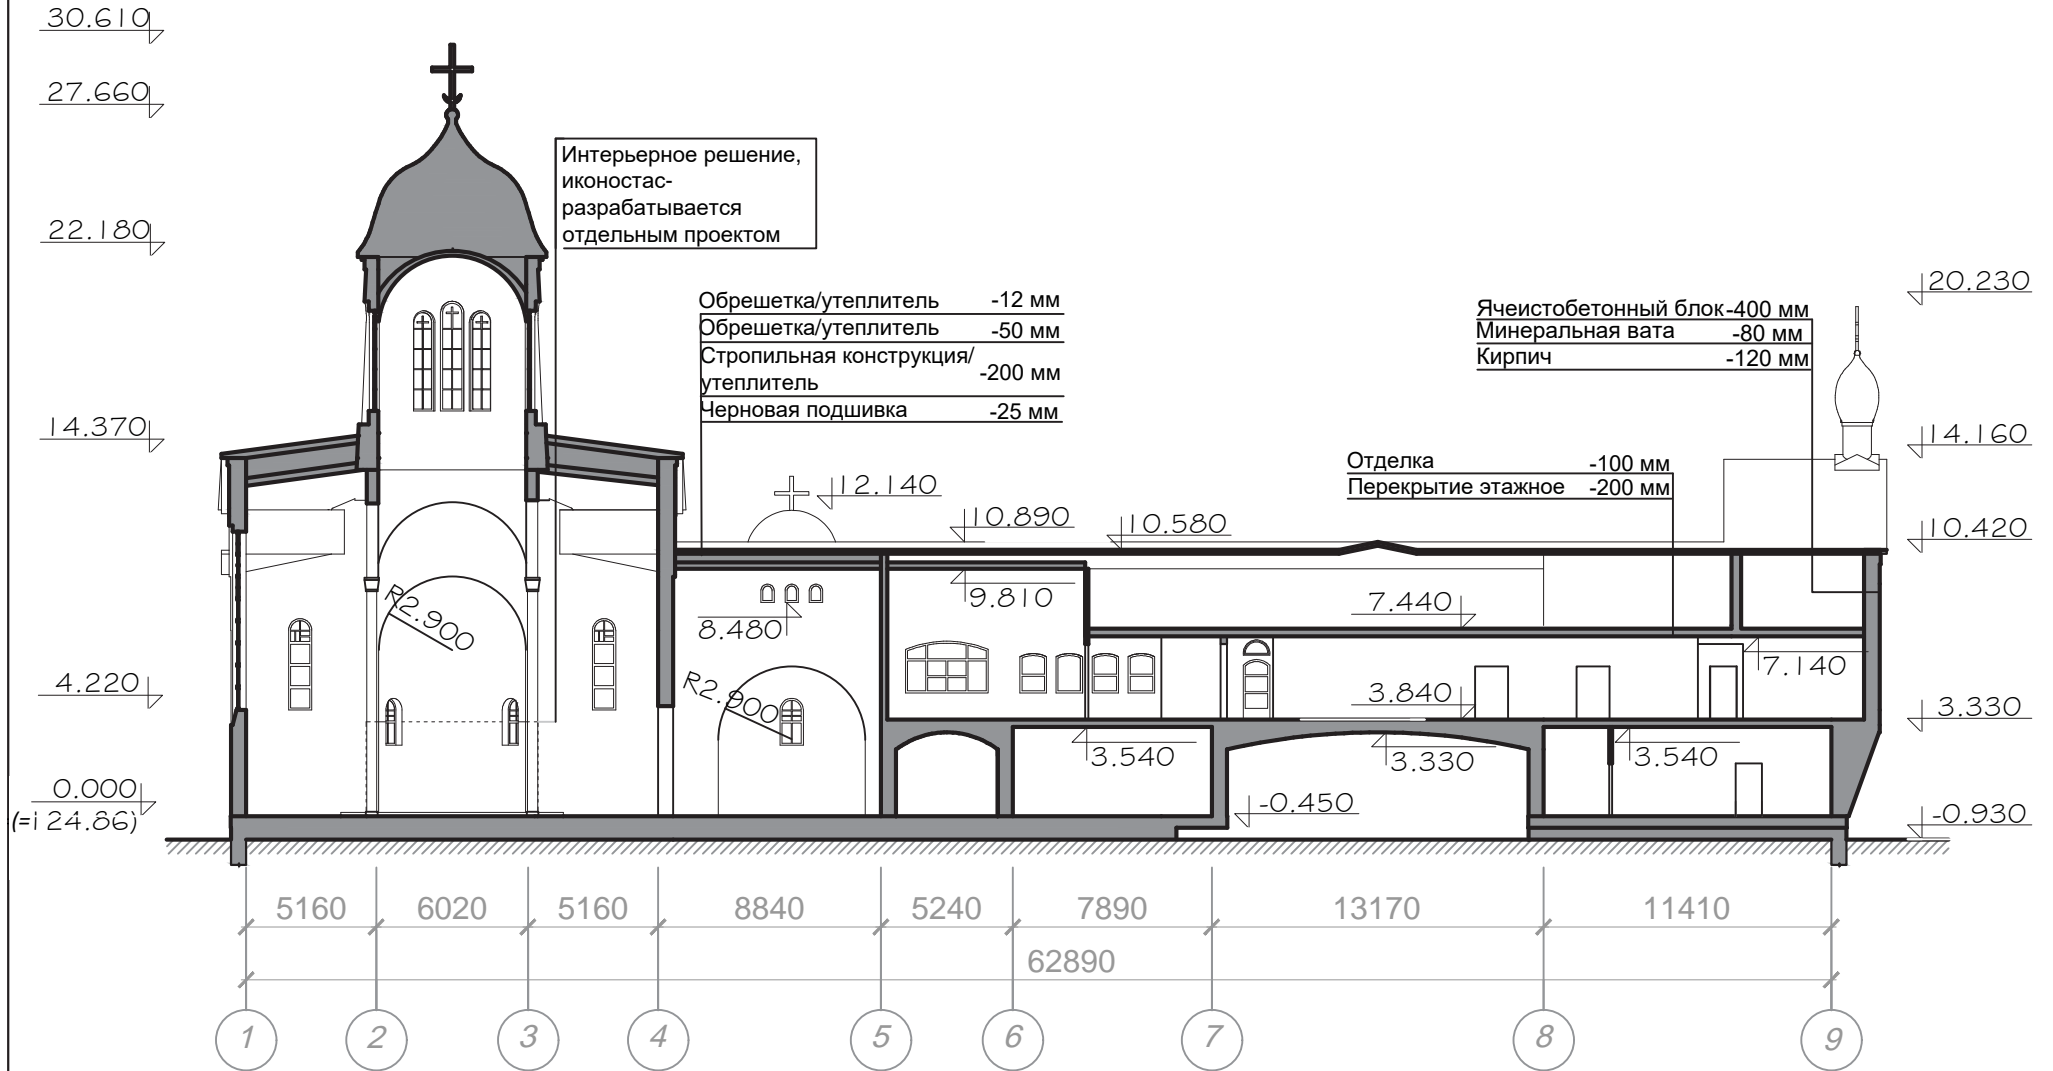 30.610
27.660
22.180
14.370
4.220
0.000
(=124.86)
Интерьерное решение,
иконостас-
разрабатывается
отдельным проектом
Обрешетка/утеплитель -12 мм
Обрешетка/утеплитель -50 мм
Стропильная конструкция/
утеплитель -200 мм
Черновая подшивка -25 мм
Ячеистобетонный блок -400 мм
Минеральная вата -80 мм
Кирпич -120 мм
Отделка -100 мм
Перекрытие этажное -200 мм
20.230
14.160
10.420
3.330
-0.930
12.140
10.890
10.580
9.810
7.440
8.480
7.140
R2.900
R2.900
3.840
3.540
3.330
3.540
-0.450
5160 6020 5160 8840 5240 7890 13170 11410
62890
1 2 3 4 5 6 7 8 9